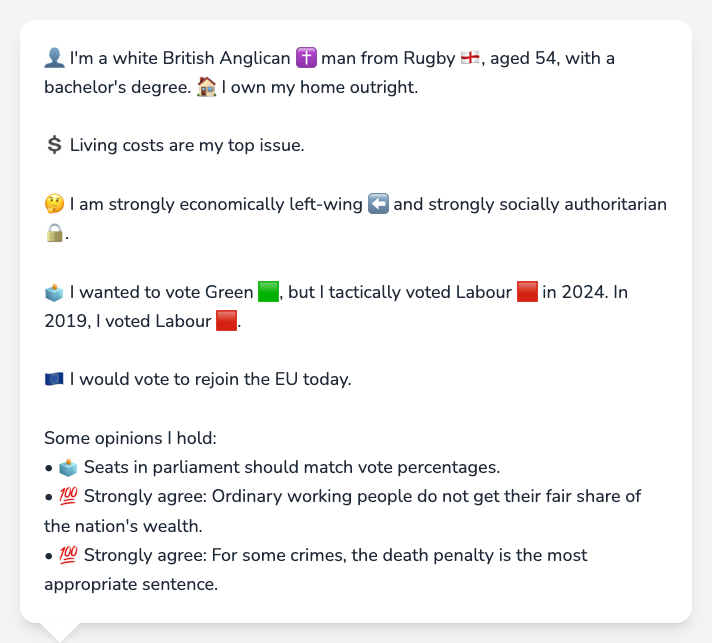 👤 I'm a white British Anglican ✝️ man from Rugby 🏴󠁧󠁢󠁥󠁮󠁧󠁿, aged 54, with a
bachelor's degree. 🏠 I own my home outright.
💲 Living costs are my top issue.
🤔 I am strongly economically left-wing ⬅️ and strongly socially authoritarian
🔒.
🗳️ I wanted to vote Green 🟩, but I tactically voted Labour 🟥 in 2024. In
2019, I voted Labour 🟥.
🇪🇺 I would vote to rejoin the EU today.
Some opinions I hold:
• 🗳️ Seats in parliament should match vote percentages.
• 💯 Strongly agree: Ordinary working people do not get their fair share of
the nation's wealth.
• 💯 Strongly agree: For some crimes, the death penalty is the most
appropriate sentence.